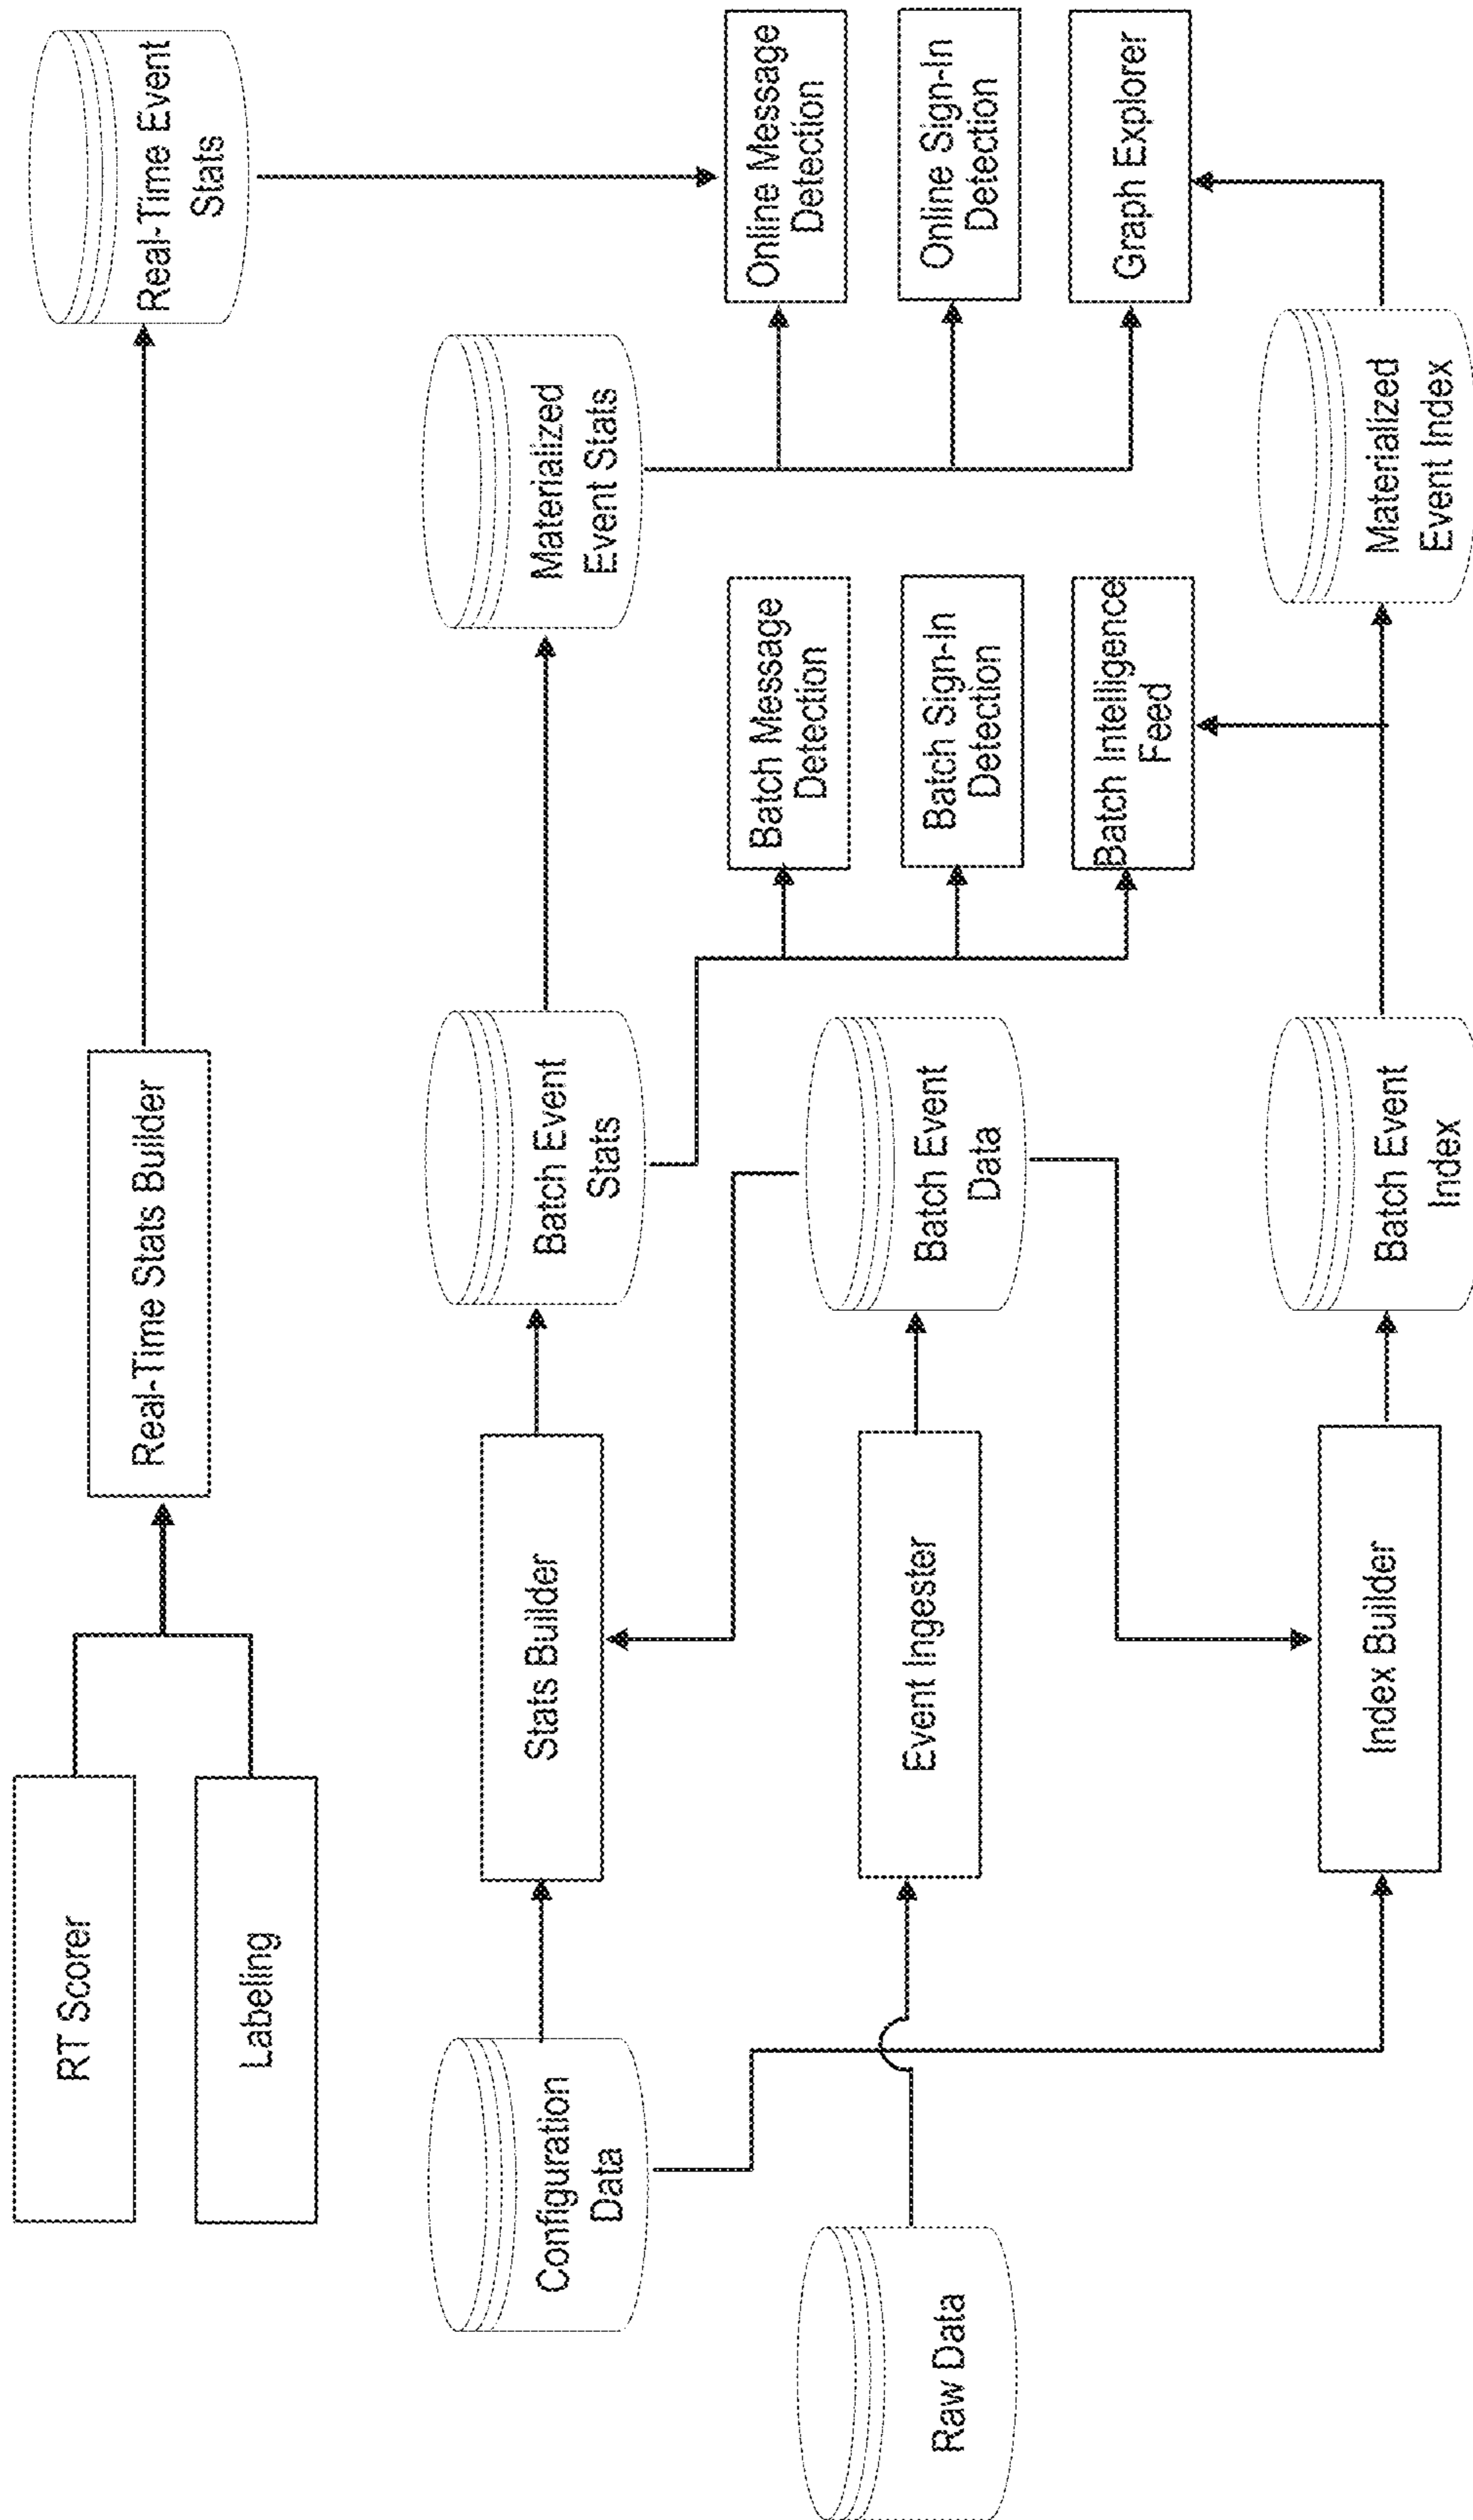 RT Scorer
Labeling
Real-Time Stats Builder
Real-Time Event
Stats
Configuration
Data
Stats Builder
Batch Event
Stats
Materialized
Event Stats
Batch Message
Detection
Online Message
Detection
Raw Data
Event Ingester
Batch Event
Data
Batch Sign-In
Detection
Online Sign-In
Detection
Batch Intelligence
Feed
Graph Explorer
Index Builder
Batch Event
Index
Materialized
Event Index